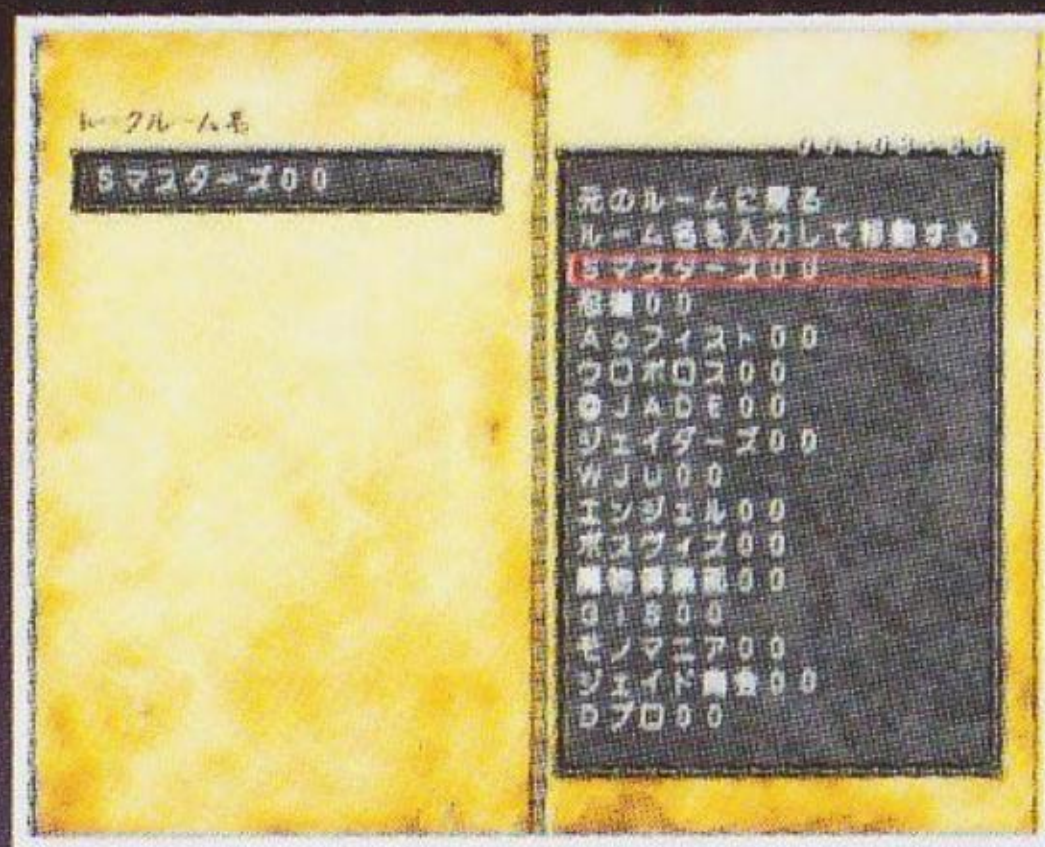 トークルーム名
Sマスターズ00
元のルームに戻る
ルーム名を入力して移動する
Sマスターズ00
00
Aoフィスト00
ウロボロス00
JADE00
ジェイダーズ00
WJU00
エンジェル00
ボスヴィズ00
00
GIS00
モノマニア00
ジェイド商会00
Dプロ00